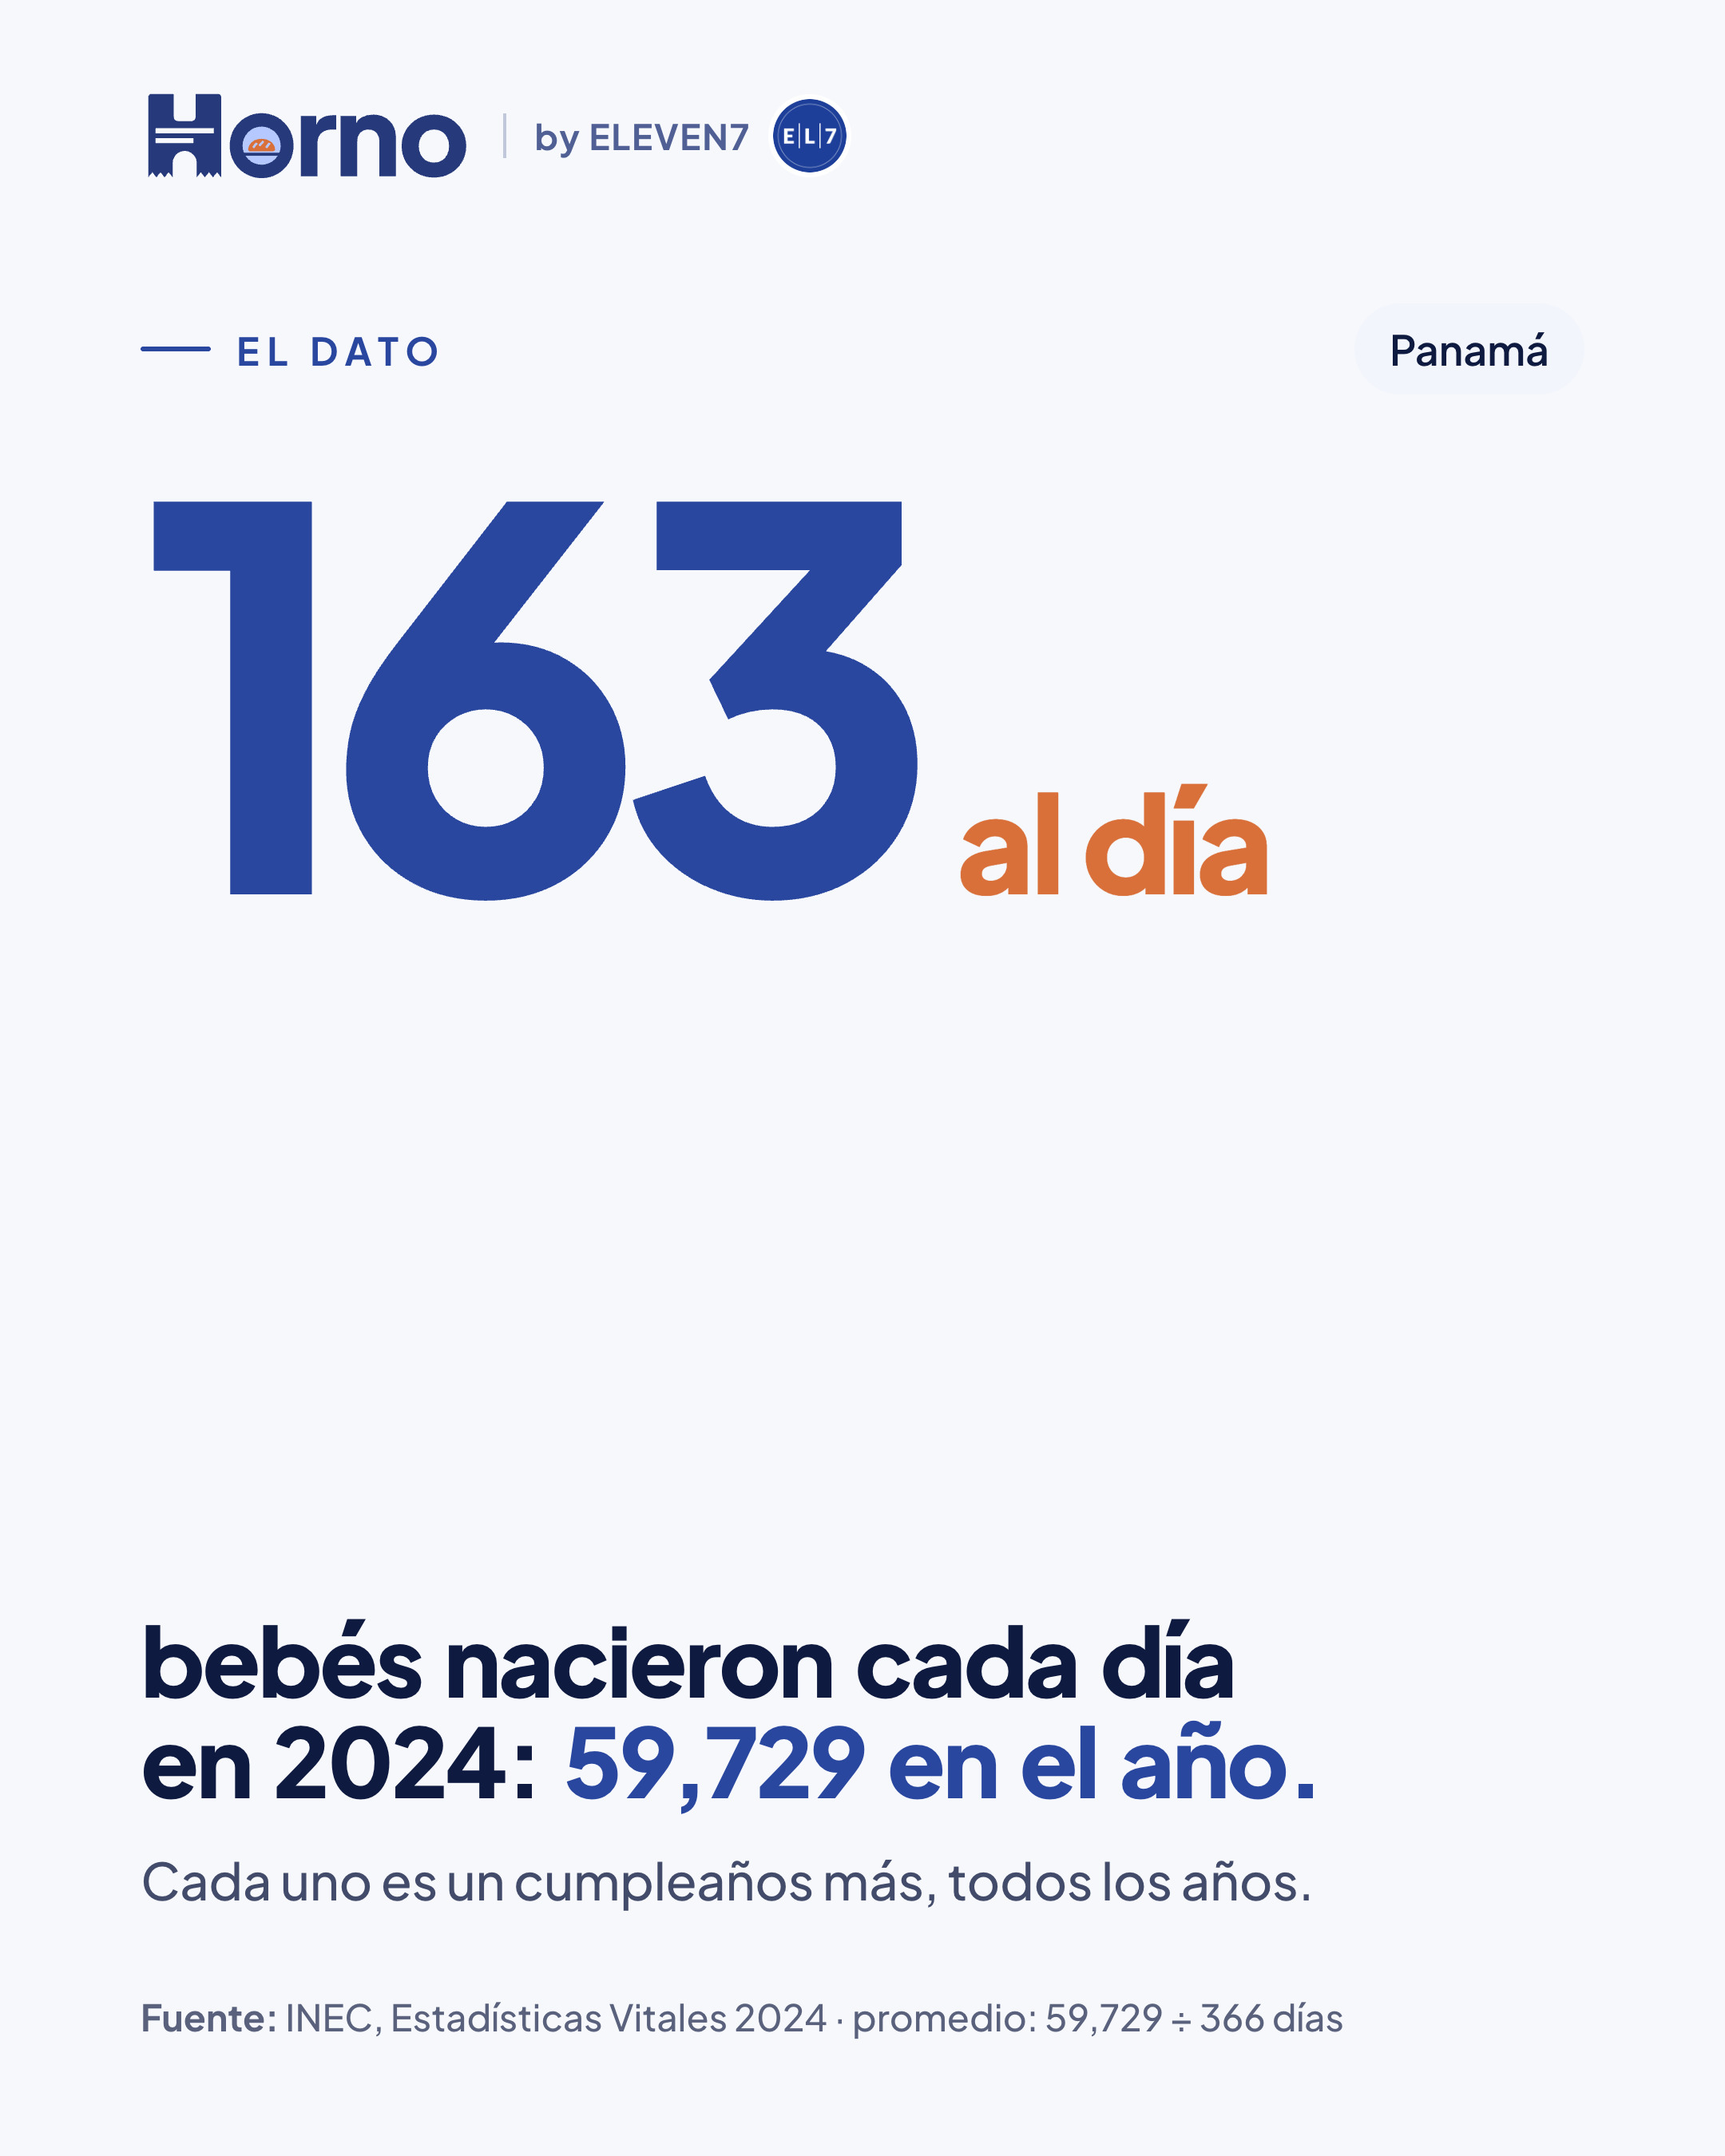 Horno
by ELEVEN7
E|L|7
EL DATO
Panamá
163 al día
bebés nacieron cada día
en 2024: 59,729 en el año.
Cada uno es un cumpleaños más, todos los años.
Fuente: INEC, Estadísticas Vitales 2024 · promedio: 59,729 ÷ 366 días